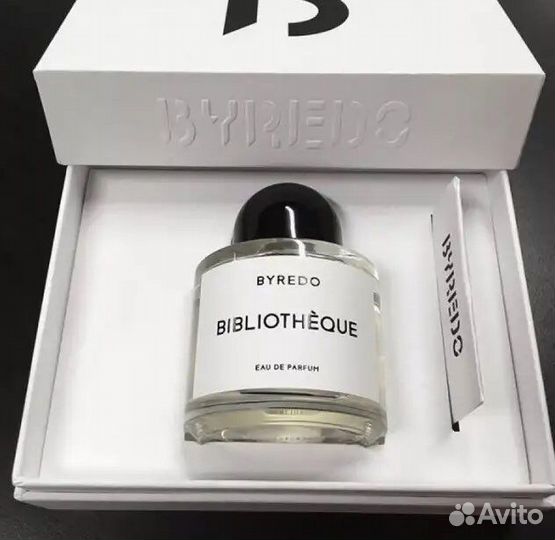 B
BYREDO
BYREDO
BIBLIOTHÈQUE
EAU DE PARFUM
BYREDO
Avito